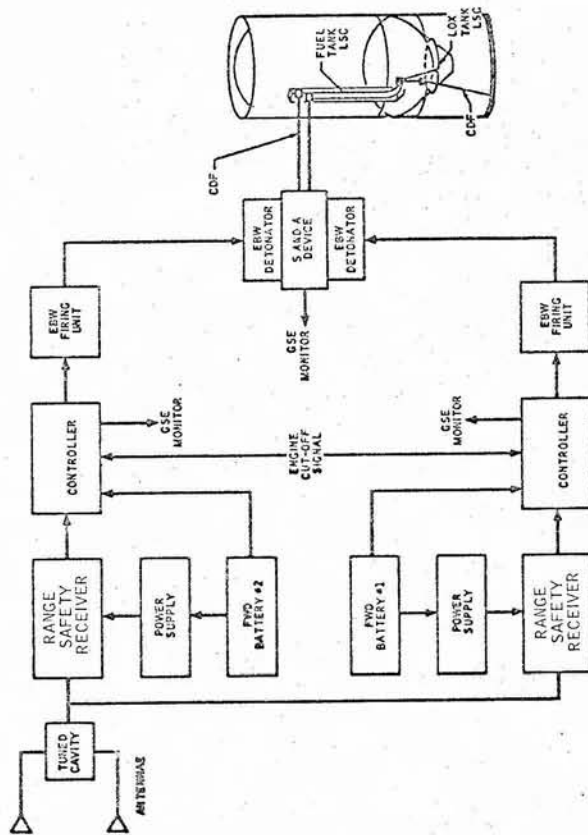 ANTENNAS
TUNED
CAVITY
RANGE
SAFETY
RECEIVER
POWER
SUPPLY
FWD
BATTERY #2
CONTROLLER
GSE
MONITOR
EBW
FIRING
UNIT
ENGINE
CUT-OFF
SIGNAL
EBW
DETONATOR
S AND A
DEVICE
EBW
DETONATOR
GSE
MONITOR
CDF
FUEL
TANK
LSC
LOX
TANK
LSC
CDF
FWD
BATTERY #1
POWER
SUPPLY
RANGE
SAFETY
RECEIVER
GSE
MONITOR
CONTROLLER
EBW
FIRING
UNIT